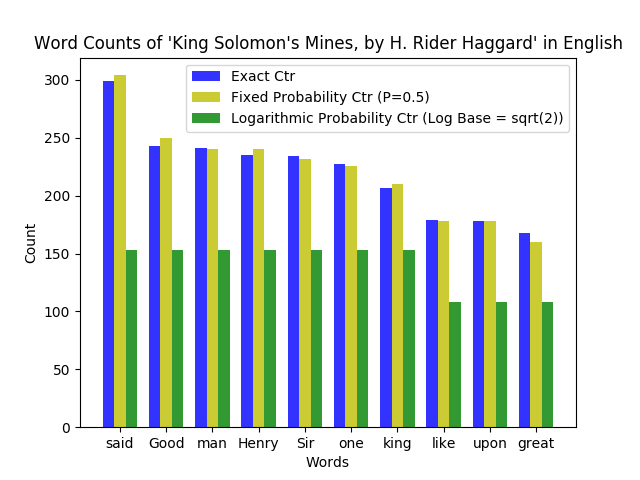 Word Counts of 'King Solomon's Mines, by H. Rider Haggard' in English
Exact Ctr
Fixed Probability Ctr (P=0.5)
Logarithmic Probability Ctr (Log Base = sqrt(2))
300
250
200
150
100
50
0
Count
said Good man Henry Sir one king like upon great
Words